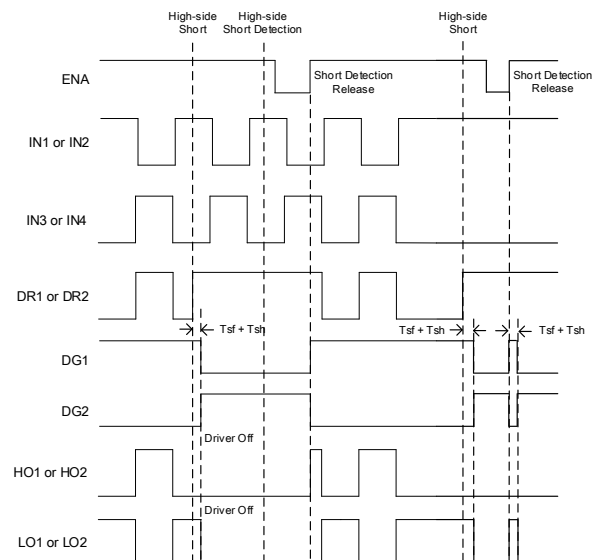 High-side
Short
High-side
Short Detection
High-side
Short
ENA
Short Detection
Release
Short Detection
Release
IN1 or IN2
IN3 or IN4
DR1 or DR2
Tsf + Tsh
Tsf + Tsh
Tsf + Tsh
DG1
DG2
Driver Off
HO1 or HO2
Driver Off
LO1 or LO2